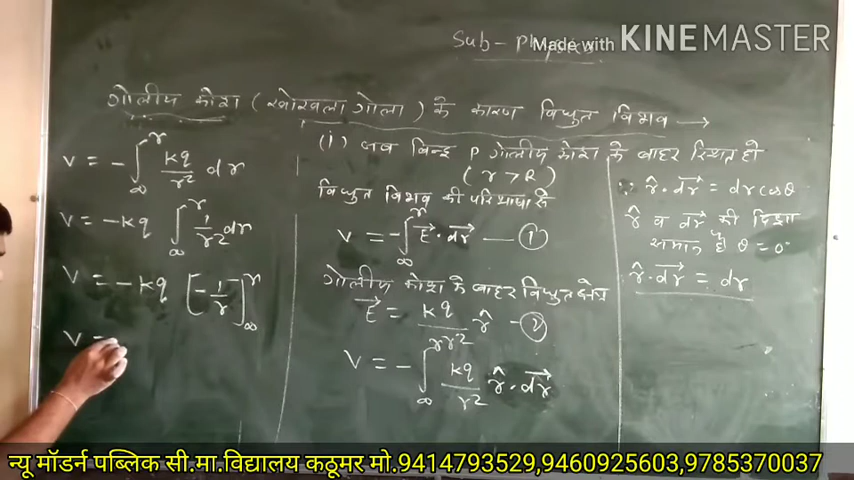 Sub - Physics
Made with KINEMASTER
गोलीय कोश ( खोखला गोला ) के कारण विधुत विभव →
(i) जब बिन्दु P गोलीय कोश के बाहर स्थित हो
( r > R )
विधुत विभव की परिभाषा से
V = - ∫_∞^r E⃗ · dr⃗ — ①
गोलीय कोश के बाहर विधुत क्षेत्र
E⃗ = kq/r² r̂ - ②
V = - ∫_∞^r kq/r² r̂ · dr⃗
r̂ · dr⃗ = dr cos θ
r̂ व dr⃗ की दिशा
समान है θ = 0°
r̂ · dr⃗ = dr
V = - ∫_∞^r kq/r² dr
V = - kq ∫_∞^r 1/r² dr
V = - kq [ - 1/r ]_∞^r
V =
न्यू मॉडर्न पब्लिक सी.मा.विद्यालय कठूमर मो.9414793529,9460925603,9785370037